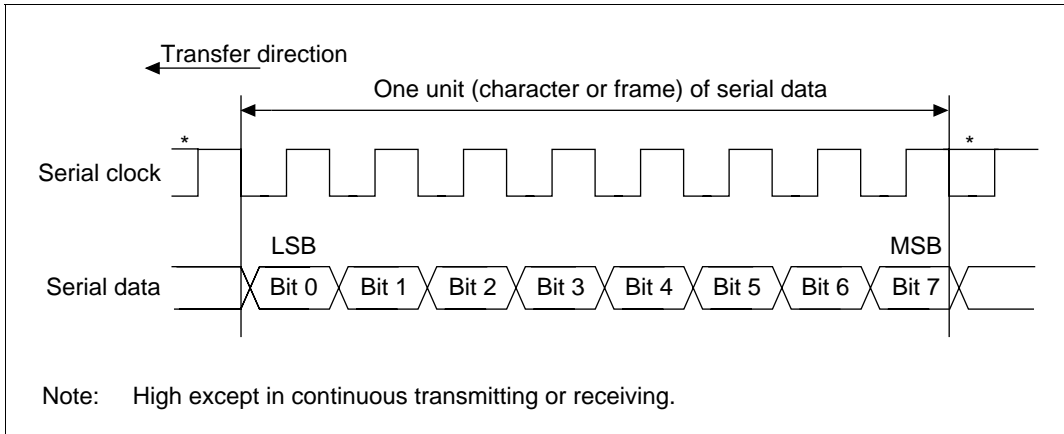 Transfer direction
One unit (character or frame) of serial data
* *
Serial clock
LSB MSB
Serial data Bit 0 Bit 1 Bit 2 Bit 3 Bit 4 Bit 5 Bit 6 Bit 7
Note: High except in continuous transmitting or receiving.